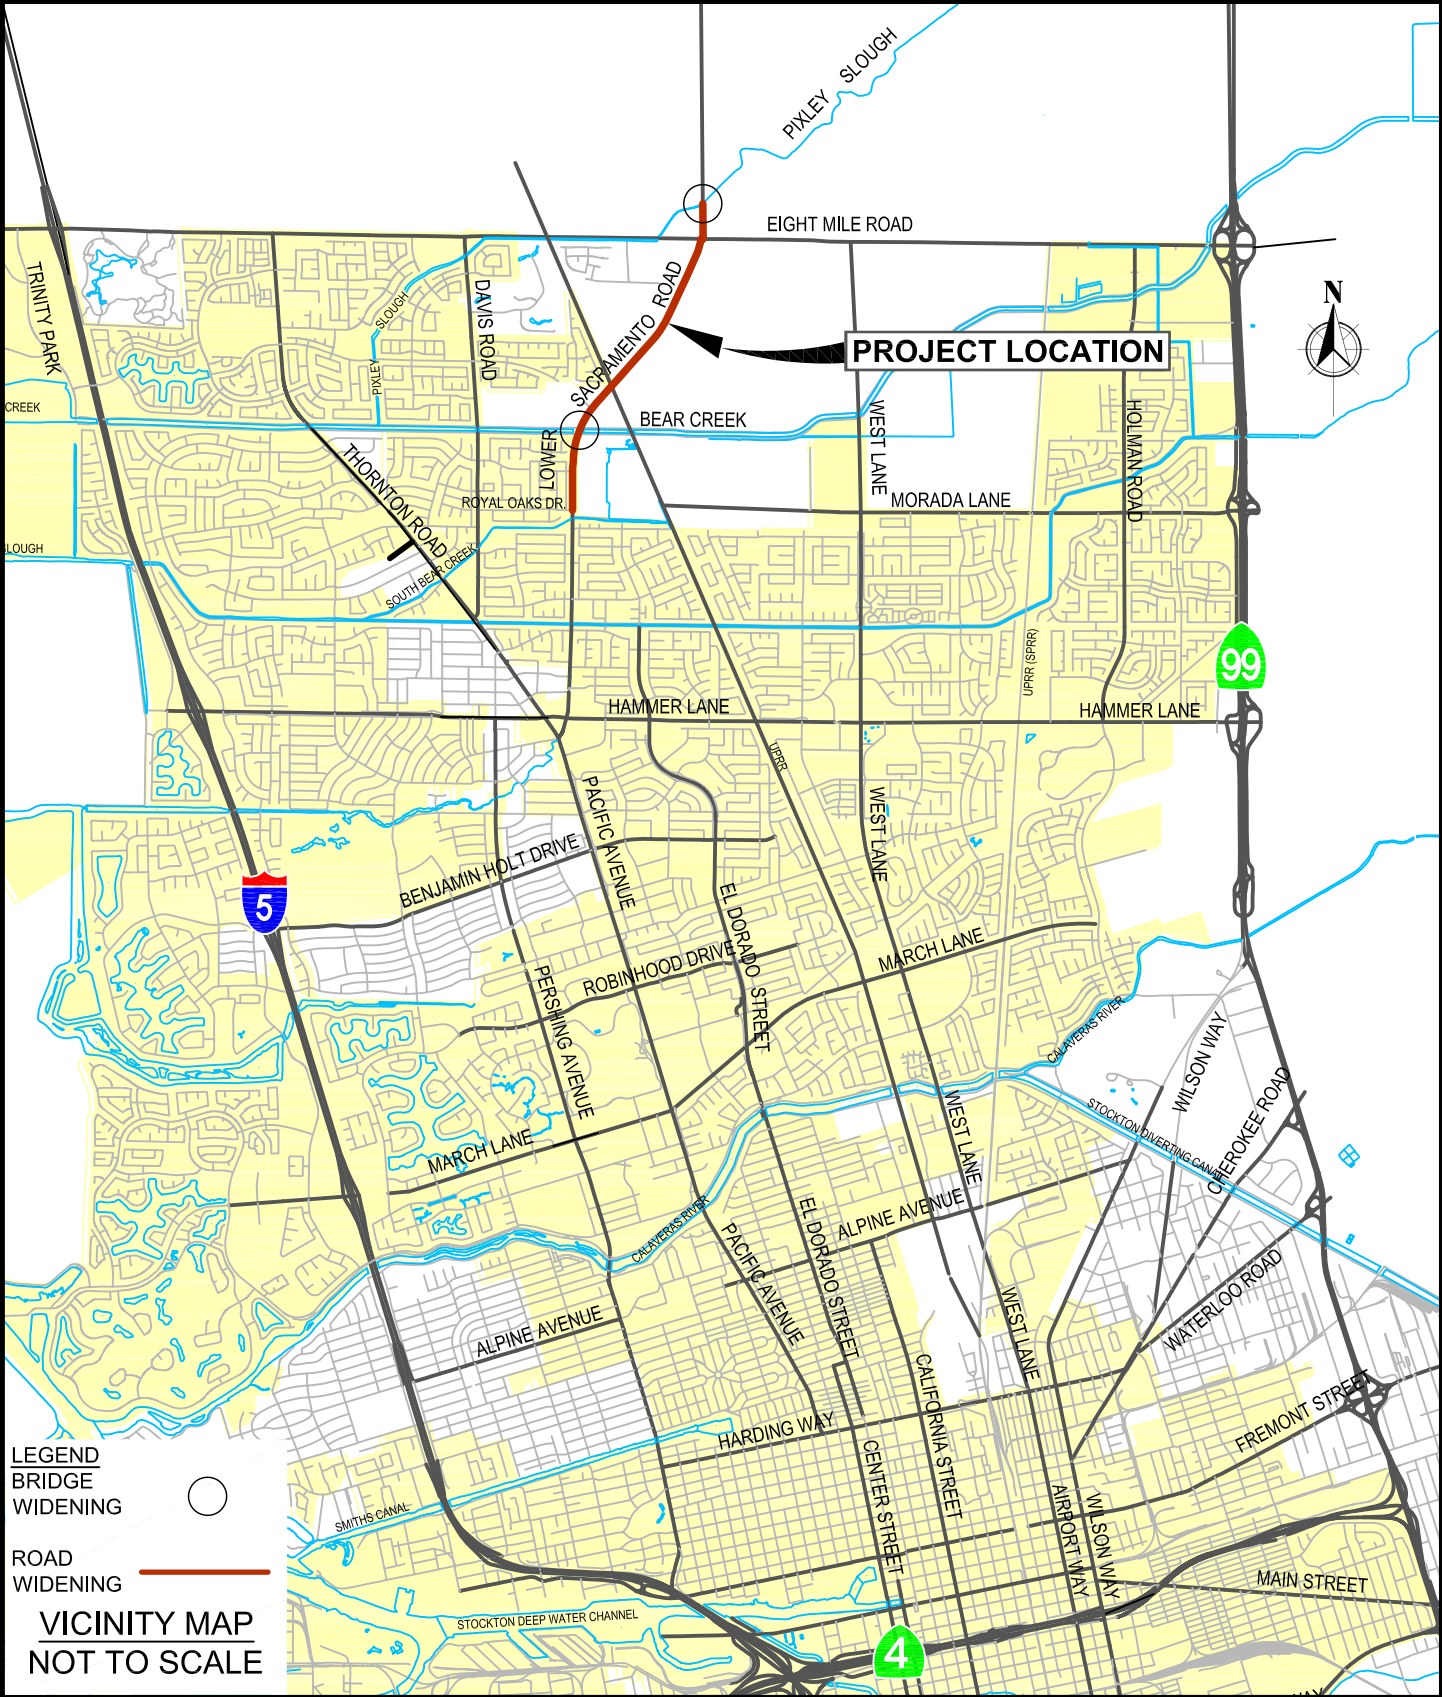 PIXLEY SLOUGH
EIGHT MILE ROAD
TRINITY PARK
DAVIS ROAD
SLOUGH
PIXLEY
SACRAMENTO ROAD
LOWER
N
PROJECT LOCATION
CREEK
BEAR CREEK
WEST LANE
HOLMAN ROAD
THORNTON ROAD
ROYAL OAKS DR.
MORADA LANE
SOUTH BEAR CREEK
UPRR (SPRR)
99
HAMMER LANE
HAMMER LANE
UPRR
PACIFIC AVENUE
WEST LANE
BENJAMIN HOLT DRIVE
5
EL DORADO STREET
ROBINHOOD DRIVE
MARCH LANE
PERSHING AVENUE
CALAVERAS RIVER
WILSON WAY
CHEROKEE ROAD
STOCKTON DIVERTING CANAL
MARCH LANE
WEST LANE
CALAVERAS RIVER
PACIFIC AVENUE
EL DORADO STREET
ALPINE AVENUE
WATERLOO ROAD
WEST LANE
ALPINE AVENUE
CALIFORNIA STREET
FREMONT STREET
HARDING WAY
CENTER STREET
AIRPORT WAY
WILSON WAY
SMITHS CANAL
MAIN STREET
STOCKTON DEEP WATER CHANNEL
4
LEGEND
BRIDGE
WIDENING
ROAD
WIDENING
VICINITY MAP
NOT TO SCALE